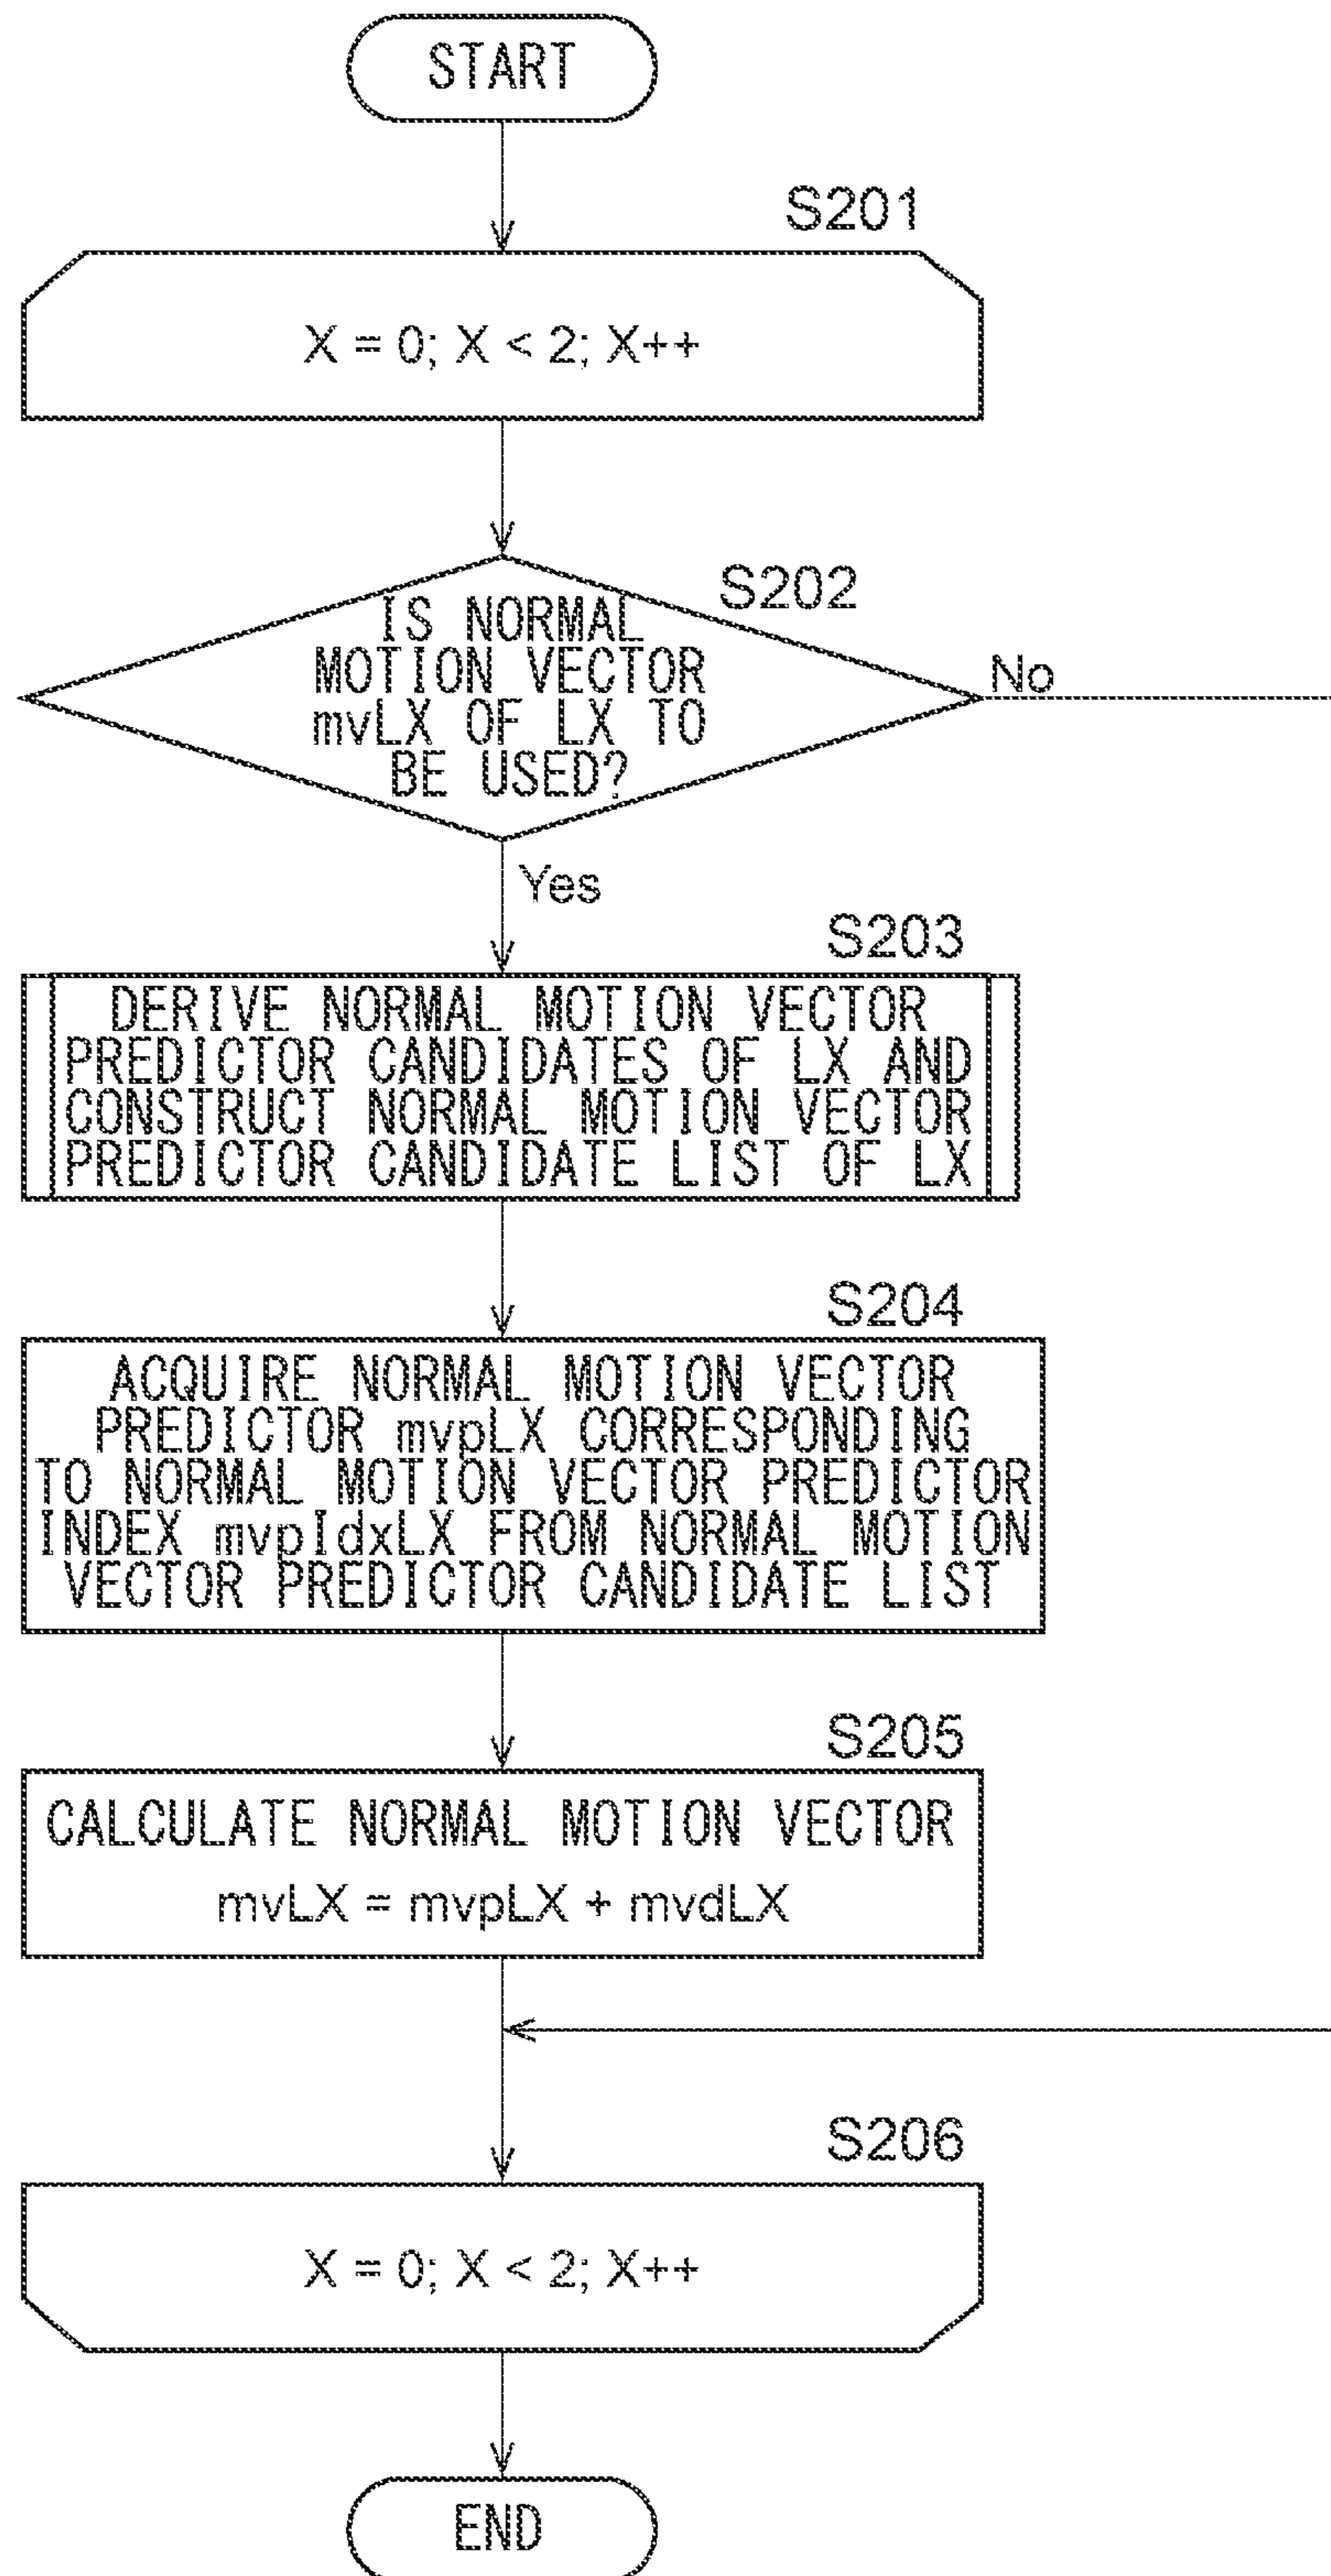 START
S201
X = 0; X < 2; X++
S202
IS NORMAL
MOTION VECTOR
mvLX OF LX TO
BE USED?
No
Yes
S203
DERIVE NORMAL MOTION VECTOR
PREDICTOR CANDIDATES OF LX AND
CONSTRUCT NORMAL MOTION VECTOR
PREDICTOR CANDIDATE LIST OF LX
S204
ACQUIRE NORMAL MOTION VECTOR
PREDICTOR mvpLX CORRESPONDING
TO NORMAL MOTION VECTOR PREDICTOR
INDEX mvpIdxLX FROM NORMAL MOTION
VECTOR PREDICTOR CANDIDATE LIST
S205
CALCULATE NORMAL MOTION VECTOR
mvLX = mvpLX + mvdLX
S206
X = 0; X < 2; X++
END